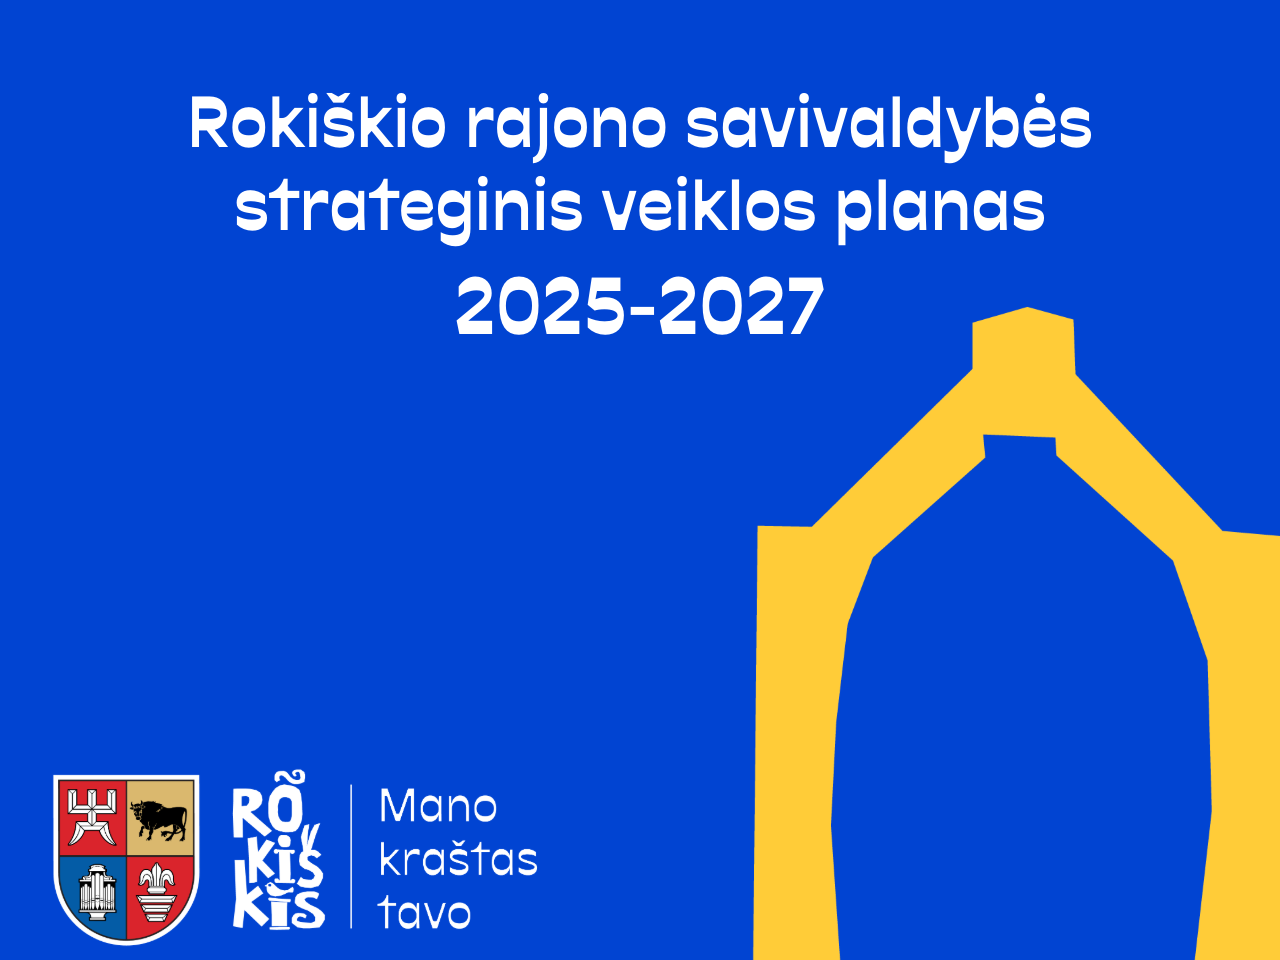 Rokiškio rajono savivaldybės
strateginis veiklos planas
2025-2027
RÕ
KIŠ
KIS
Mano
kraštas
tavo